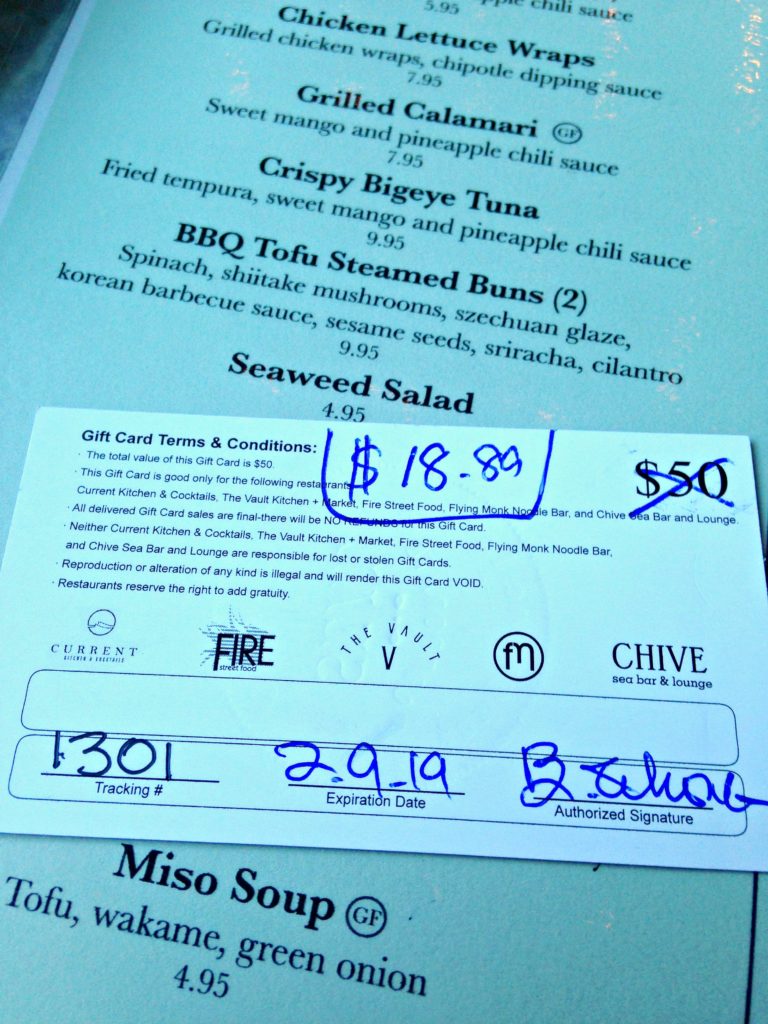 5.95
chili sauce
Chicken Lettuce Wraps
Grilled chicken wraps, chipotle dipping sauce
7.95
Grilled Calamari GF
Sweet mango and pineapple chili sauce
7.95
Crispy Bigeye Tuna
Fried tempura, sweet mango and pineapple chili sauce
9.95
BBQ Tofu Steamed Buns (2)
Spinach, shiitake mushrooms, szechuan glaze,
korean barbecue sauce, sesame seeds, sriracha, cilantro
9.95
Seaweed Salad
4.95
Gift Card Terms & Conditions:
$ 18.89
$50
· The total value of this Gift Card is $50.
· This Gift Card is good only for the following restaurants
Current Kitchen & Cocktails, The Vault Kitchen + Market, Fire Street Food, Flying Monk Noodle Bar, and Chive Sea Bar and Lounge.
· All delivered Gift Card sales are final-there will be NO REFUNDS for this Gift Card.
· Neither Current Kitchen & Cocktails, The Vault Kitchen + Market, Fire Street Food, Flying Monk Noodle Bar,
and Chive Sea Bar and Lounge are responsible for lost or stolen Gift Cards.
· Reproduction or alteration of any kind is illegal and will render this Gift Card VOID.
· Restaurants reserve the right to add gratuity.
CURRENT
KITCHEN & COCKTAILS
FIRE
street food
THE VAULT
V
fm
CHIVE
sea bar & lounge
1301
2.9.19
Tracking #
Expiration Date
Authorized Signature
Miso Soup GF
Tofu, wakame, green onion
4.95